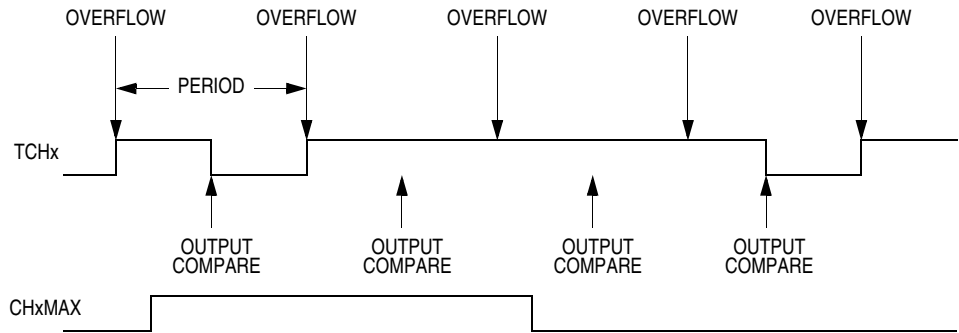 OVERFLOW OVERFLOW OVERFLOW OVERFLOW OVERFLOW
PERIOD
TCHx
OUTPUT OUTPUT OUTPUT OUTPUT
COMPARE COMPARE COMPARE COMPARE
CHxMAX